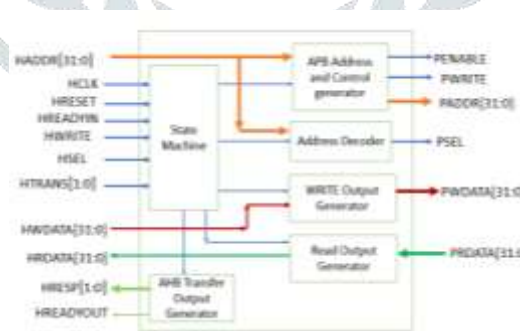 HADDR[31:0]
HCLK
HRESET
HREADYIN
HWRITE
HSEL
HTRANS[1:0]
HWDATA[31:0]
HRDATA[31:0]
HRESP[1:0]
HREADYOUT
State
Machine
APB Address
and Control
generator
Address Decoder
WRITE Output
Generator
Read Output
Generator
AHB Transfer
Output
Generator
PENABLE
PWRITE
PADDR[31:0]
PSEL
PWDATA[31:0
PRDATA[31:0